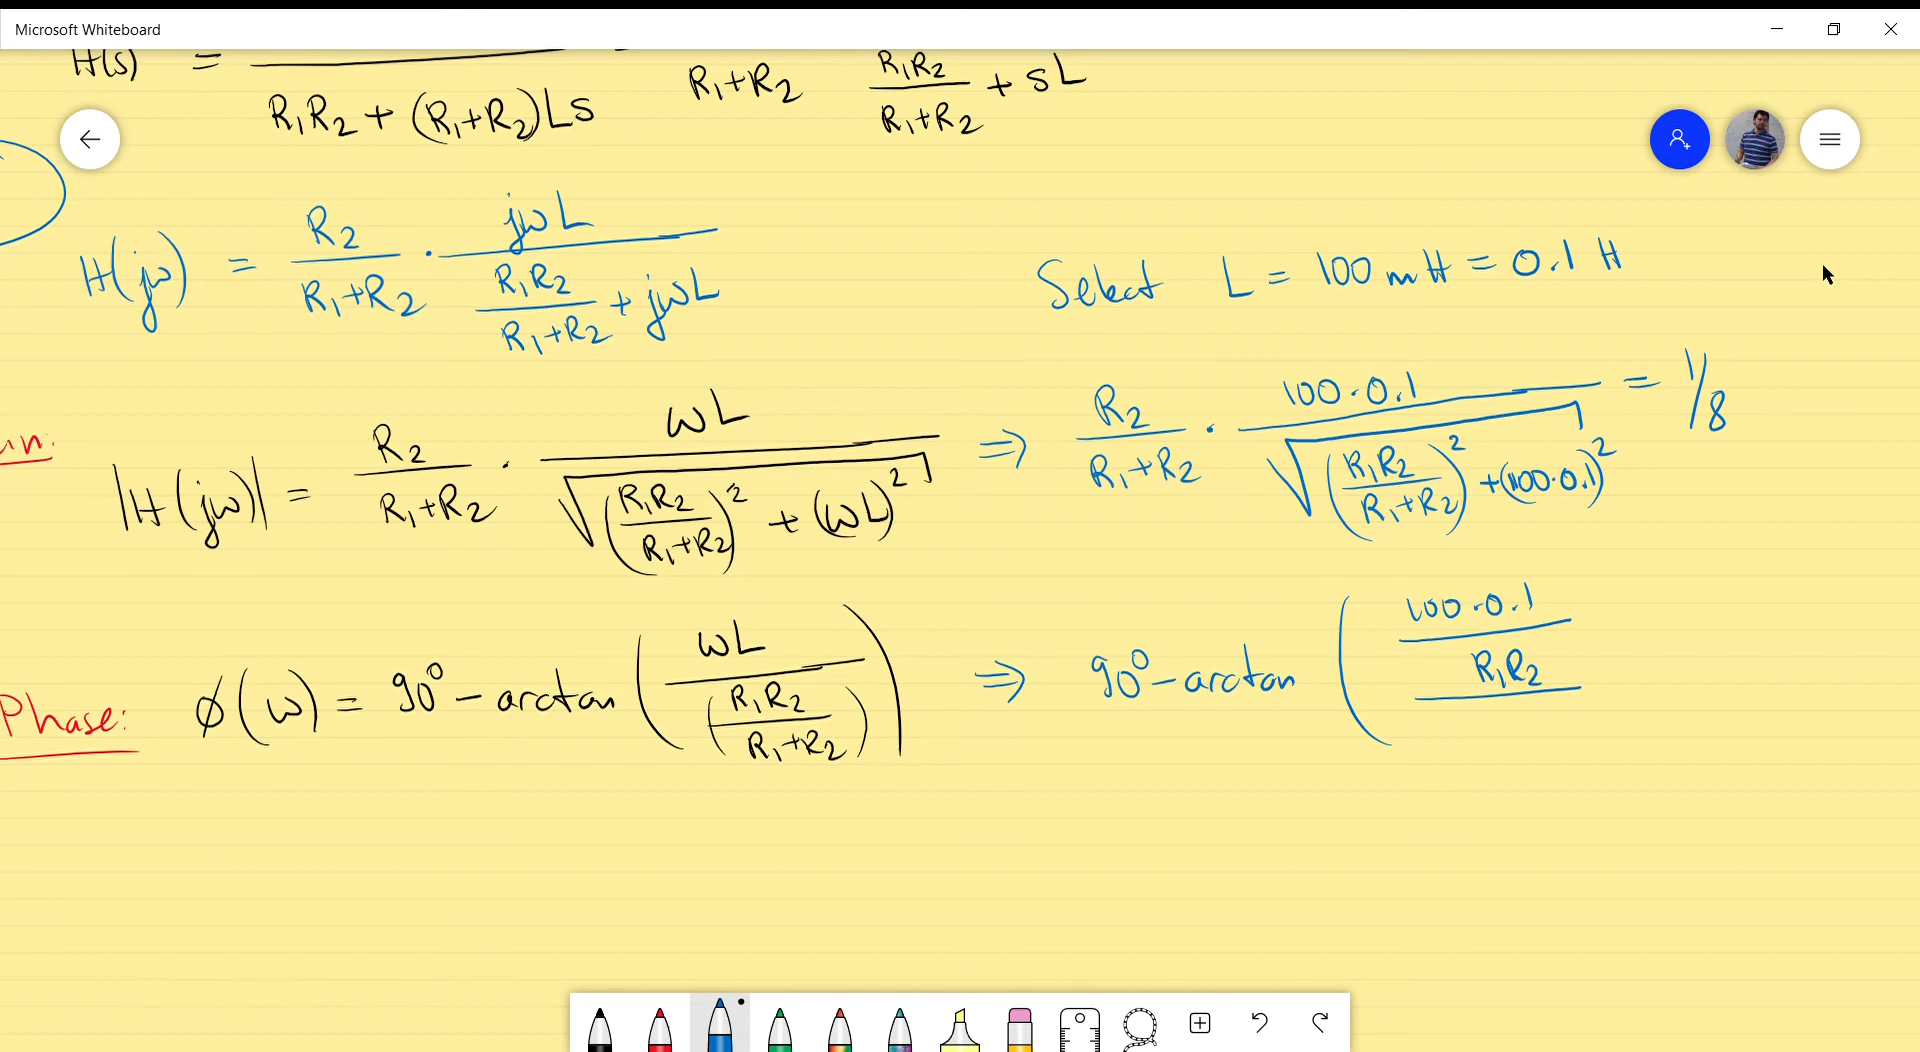 Microsoft Whiteboard
H(s) = / R₁R₂ + (R₁+R₂)Ls   R₁+R₂   R₁R₂/(R₁+R₂) + sL
H(jω) = R₂/(R₁+R₂) · jωL/(R₁R₂/(R₁+R₂) + jωL)
Select L = 100 mH = 0.1 H
|H(jω)| = R₂/(R₁+R₂) · ωL/√((R₁R₂/(R₁+R₂))² + (ωL)²) ⇒ R₂/(R₁+R₂) · 100·0.1/√((R₁R₂/(R₁+R₂))² + (100·0.1)²) = 1/8
Phase: ϕ(ω) = 90° - arctan(ωL/(R₁R₂/(R₁+R₂))) ⇒ 90° - arctan(100·0.1/(R₁R₂/